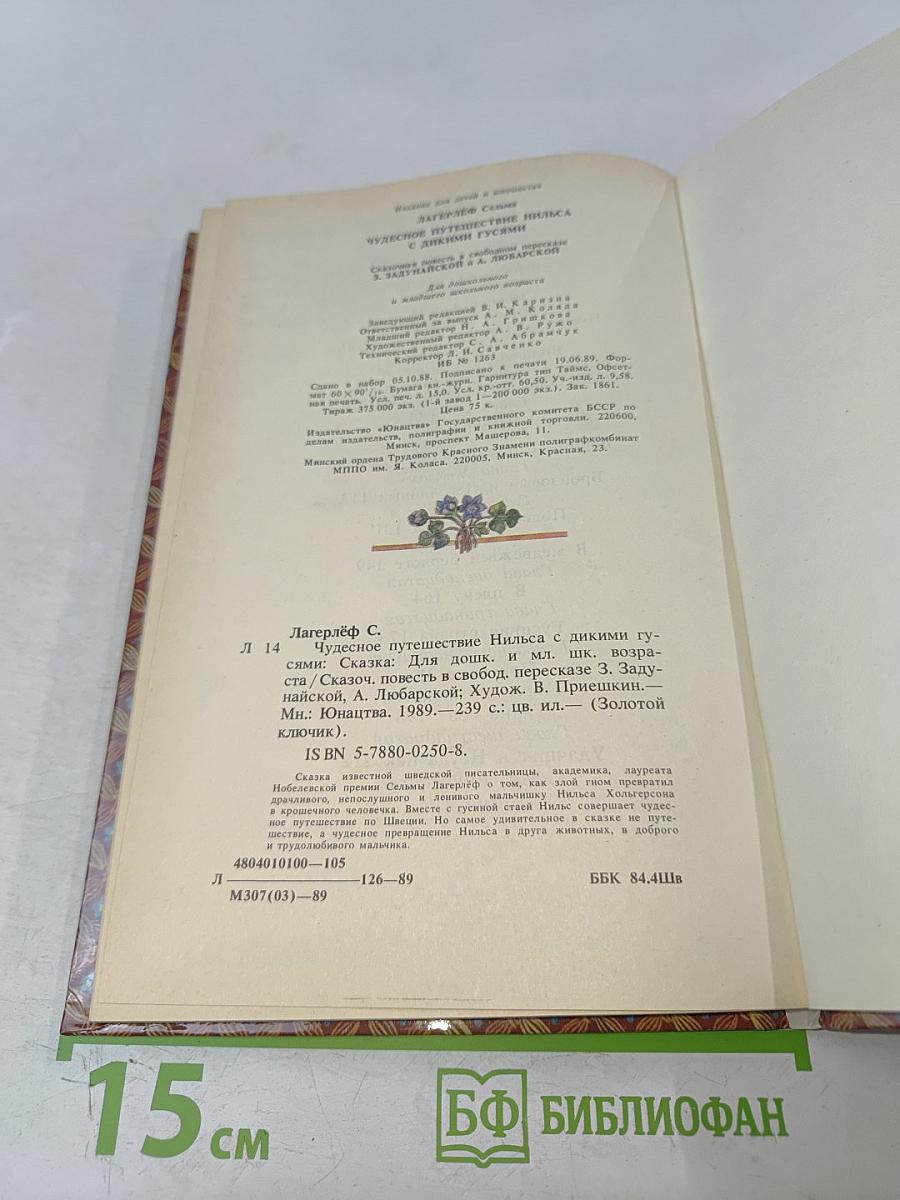 Издание для детей и юношества
ЛАГЕРЛЁФ Сельма
ЧУДЕСНОЕ ПУТЕШЕСТВИЕ НИЛЬСА
С ДИКИМИ ГУСЯМИ
Сказочная повесть в свободном пересказе
З. ЗАДУНАЙСКОЙ и А. ЛЮБАРСКОЙ
Для дошкольного
и младшего школьного возраста
Заведующий редакцией В. И. Каризна
Ответственный за выпуск А. М. Коляда
Младший редактор Н. А. Гришкова
Художественный редактор А. В. Ружо
Технический редактор С. А. Абрамчук
Корректор Л. И. Савченко
ИБ № 1263
Сдано в набор 05.10.88. Подписано к печати 19.06.89. Фор-
мат 60×90¹/₁₆. Бумага кн.-журн. Гарнитура тип Таймс. Офсет-
ная печать. Усл. печ. л. 15,0. Усл. кр.-отт. 60,50. Уч.-изд. л. 9,58.
Тираж 375 000 экз. (1-й завод 1—200 000 экз.). Зак. 1861.
Цена 75 к.
Издательство «Юнацтва» Государственного комитета БССР по
делам издательств, полиграфии и книжной торговли. 220600,
Минск, проспект Машерова, 11.
Минский ордена Трудового Красного Знамени полиграфкомбинат
МППО им. Я. Коласа. 220005, Минск, Красная, 23.
Лагерлёф С.
Л 14 Чудесное путешествие Нильса с дикими гу-
сями: Сказка: Для дошк. и мл. шк. возра-
ста/Сказоч. повесть в свобод. пересказе З. Заду-
найской, А. Любарской; Худож. В. Приешкин.—
Мн.: Юнацтва. 1989.—239 с.: цв. ил.— (Золотой
ключик).
ISBN 5-7880-0250-8.
Сказка известной шведской писательницы, академика, лауреата
Нобелевской премии Сельмы Лагерлёф о том, как злой гном превратил
драчливого, непослушного и ленивого мальчишку Нильса Хольгерсона
в крошечного человечка. Вместе с гусиной стаей Нильс совершает чудес-
ное путешествие по Швеции. Но самое удивительное в сказке не путе-
шествие, а чудесное превращение Нильса в друга животных, в доброго
и трудолюбивого мальчика.
4804010100—105
Л————126—89
М307(03)—89
ББК 84.4Шв
15 см
БФ БИБЛИОФАН